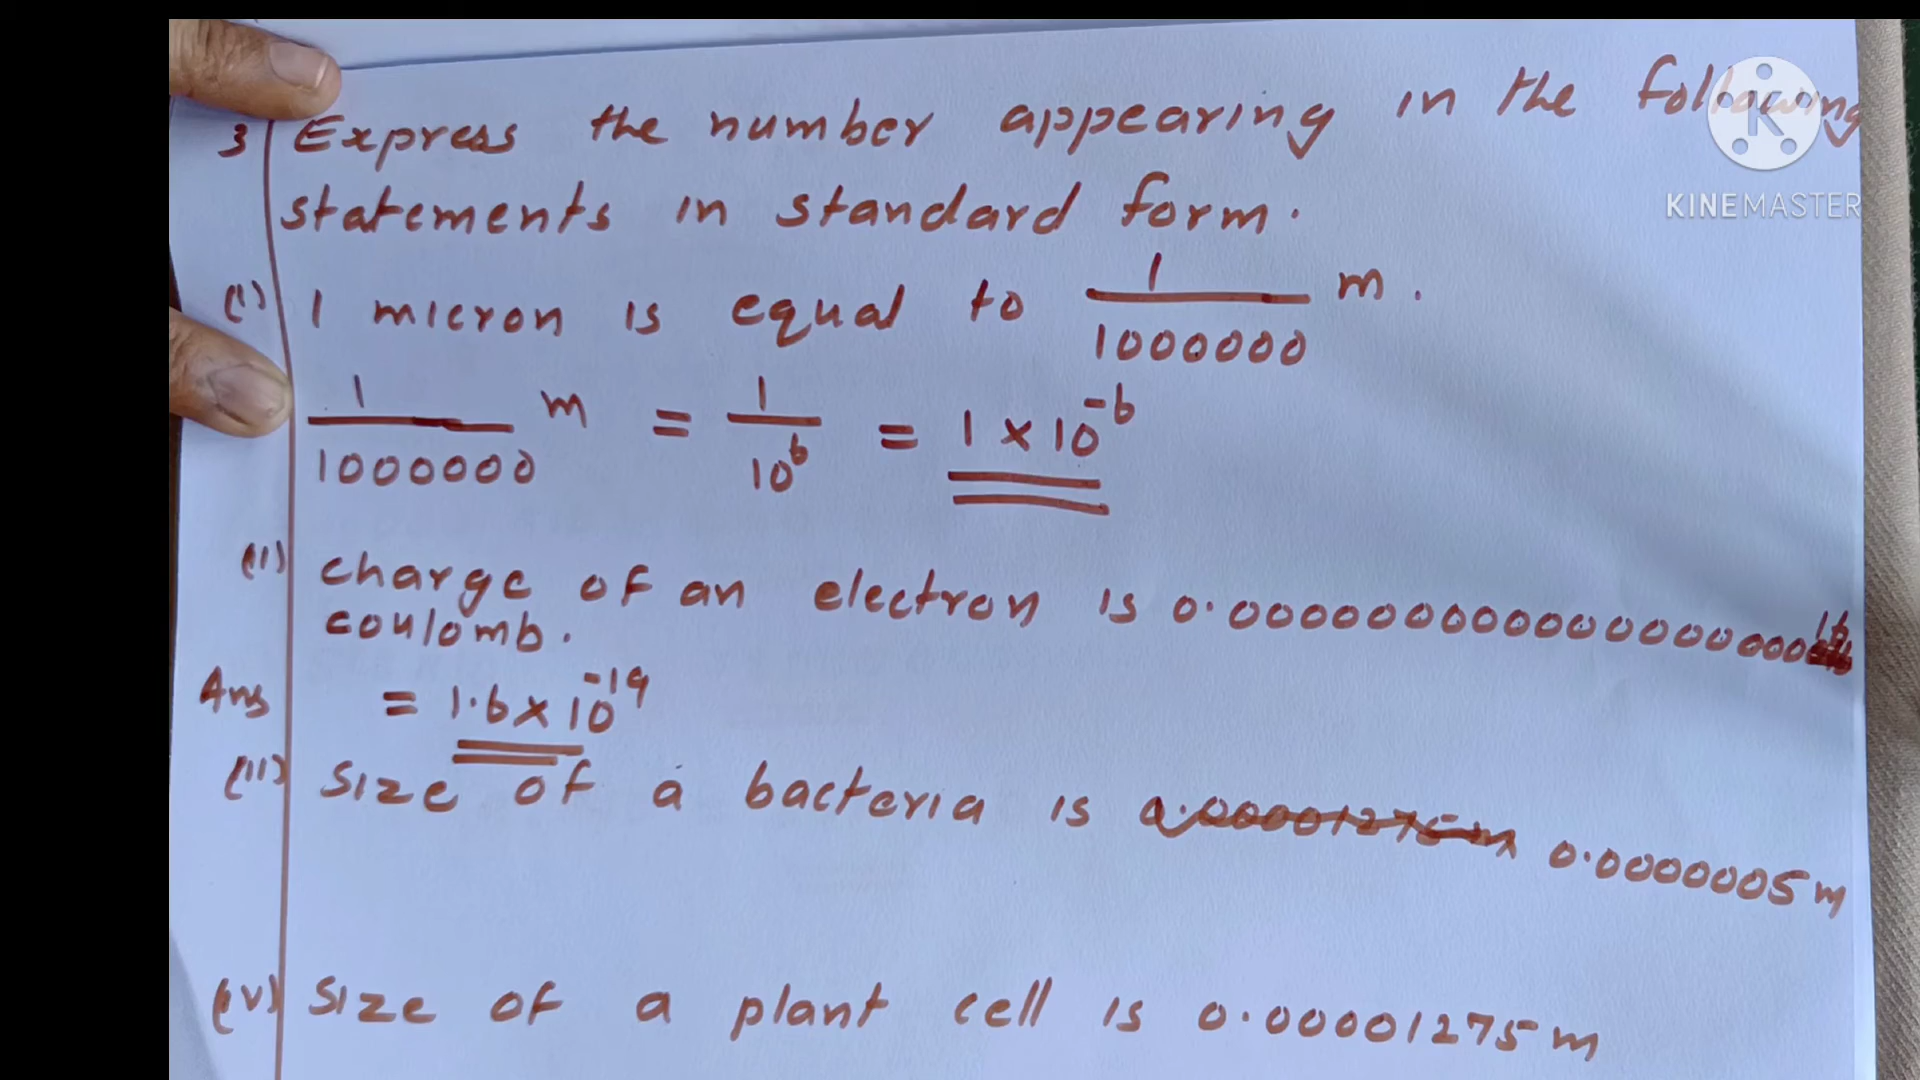 3 Express the number appearing in the following
statements in standard form.
(i) 1 micron is equal to 1/1000000 m.
1/1000000 m = 1/10^6 = 1 × 10^-6
(ii) charge of an electron is 0.00000000000000000016
coulomb.
Ans = 1.6 × 10^-19
(iii) Size of a bacteria is 0.00001275m 0.0000005 m
(iv) Size of a plant cell is 0.00001275 m
KINEMASTER